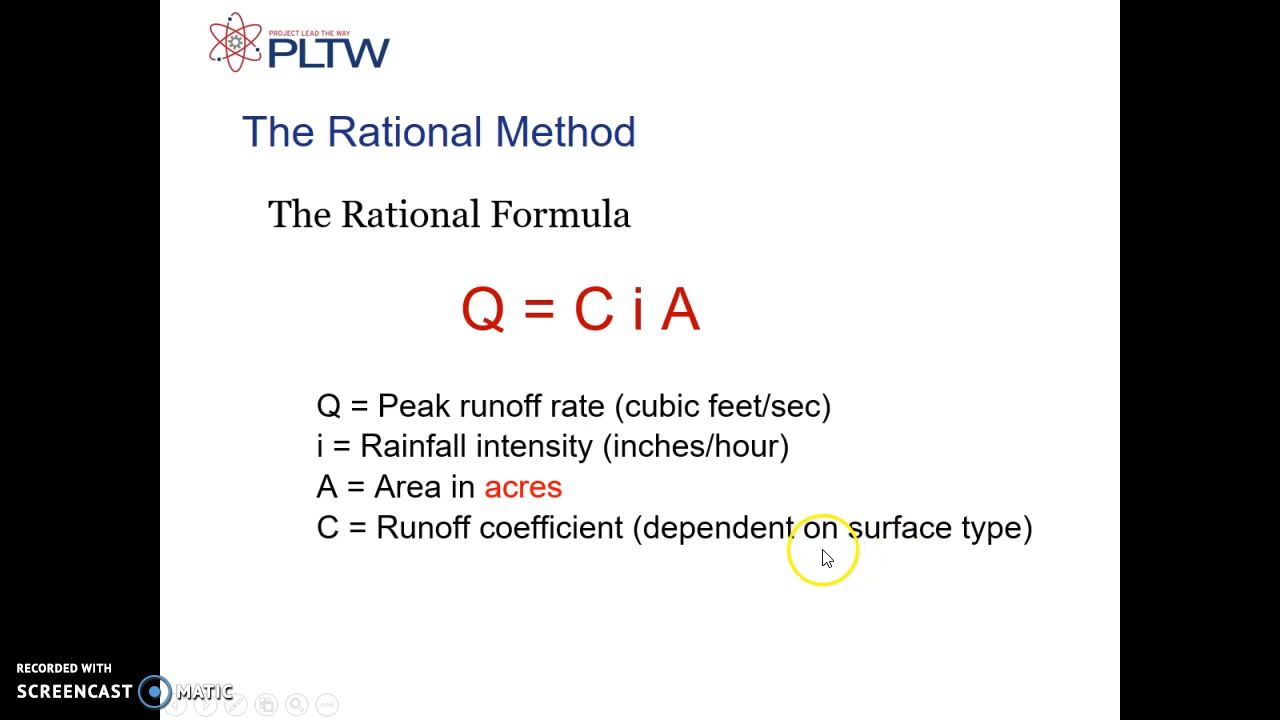 PROJECT LEAD THE WAY
PLTW
The Rational Method
The Rational Formula
Q = C i A
Q = Peak runoff rate (cubic feet/sec)
i = Rainfall intensity (inches/hour)
A = Area in acres
C = Runoff coefficient (dependent on surface type)
RECORDED WITH
SCREENCAST MATIC